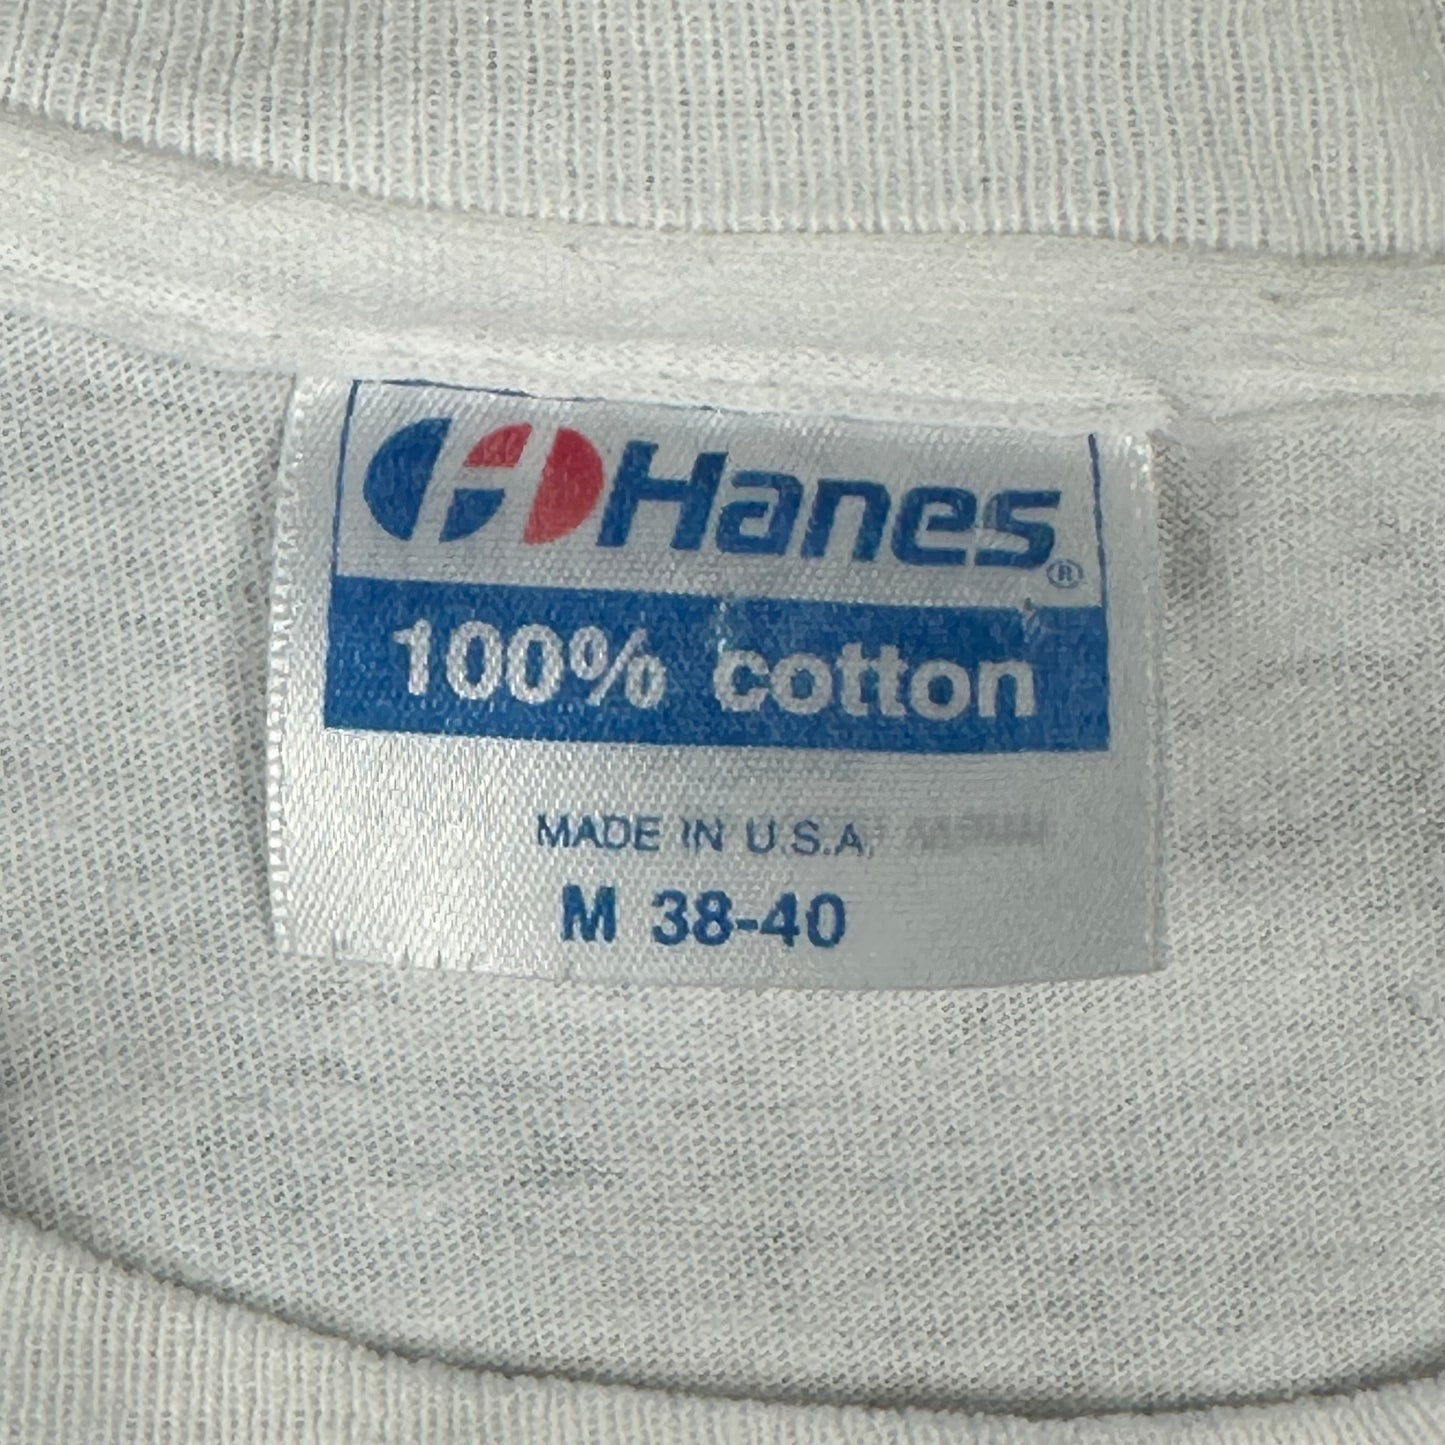 Hanes®
100% cotton
MADE IN U.S.A.
M 38-40